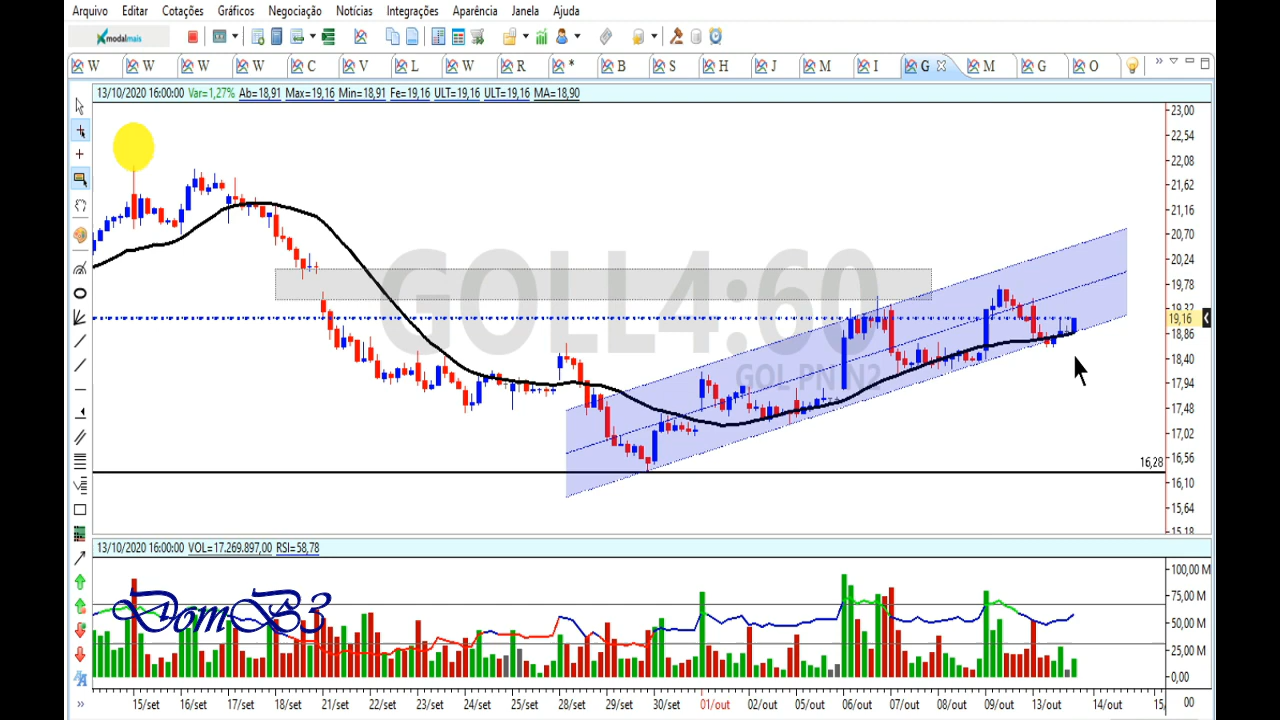 Arquivo Editar Cotações Gráficos Negociação Notícias Integrações Aparência Janela Ajuda
modalmais
W W W W C V L W R * B S H J M I G M G O
13/10/2020 16:00:00 Var=1,27% Ab=18,91 Max=19,16 Min=18,91 Fe=19,16 ULT=19,16 ULT=19,16 MA=18,90
23,00
22,54
22,08
21,62
21,16
20,70
20,24
19,78
19,32
19,16
18,86
18,40
17,94
17,48
17,02
16,56
16,10
15,64
15,18
GOLL4:60
GOL PN N2
16,28
13/10/2020 16:00:00 VOL=17.269.897,00 RSI=58,78
DomB3
100,00 M
75,00 M
50,00 M
25,00 M
0,00
15/set 16/set 17/set 18/set 21/set 22/set 23/set 24/set 25/set 28/set 29/set 30/set 01/out 02/out 05/out 06/out 07/out 08/out 09/out 13/out 14/out 15/ 00